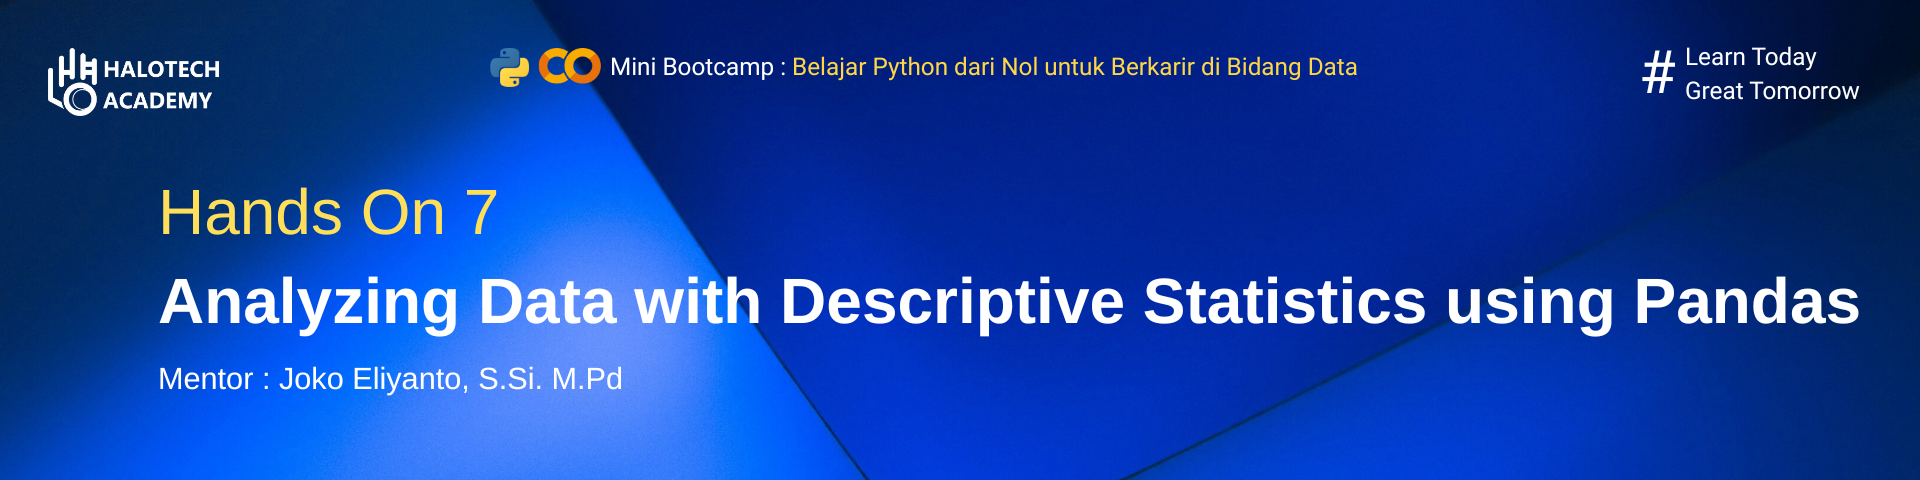 HALOTECH
ACADEMY
Mini Bootcamp : Belajar Python dari Nol untuk Berkarir di Bidang Data
# Learn Today
Great Tomorrow
Hands On 7
Analyzing Data with Descriptive Statistics using Pandas
Mentor : Joko Eliyanto, S.Si. M.Pd